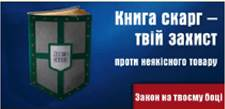 Книга скарг –
твій захист
проти неякісного товару
Закон на твоєму боці